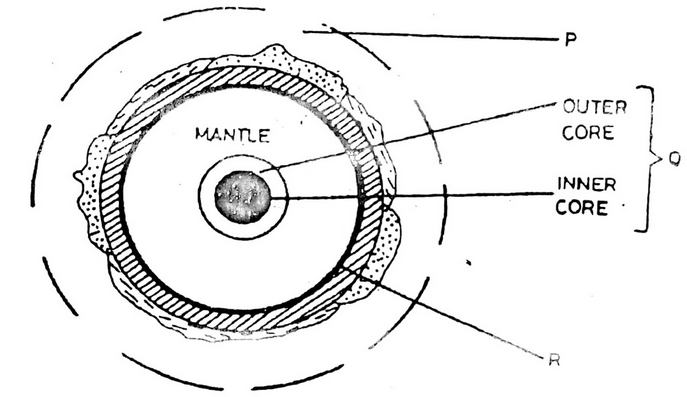 P
MANTLE
OUTER
CORE
Q
INNER
CORE
R